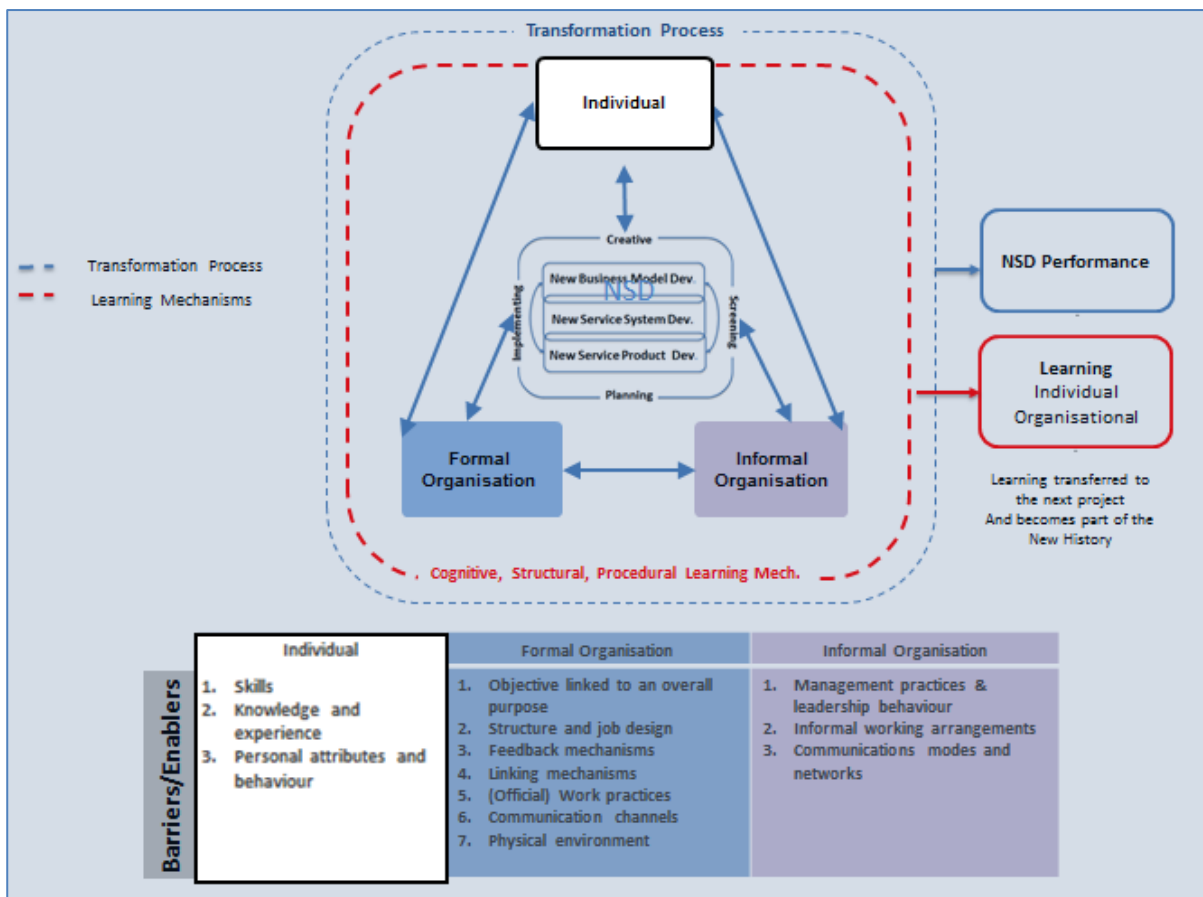 Transformation Process
Individual
Creative
New Business Model Dev.
NSD
New Service System Dev.
New Service Product Dev.
Implementing
Screening
Planning
Formal
Organisation
Informal
Organisation
Cognitive, Structural, Procedural Learning Mech.
Transformation Process
Learning Mechanisms
NSD Performance
Learning
Individual
Organisational
Learning transferred to
the next project
And becomes part of the
New History
Barriers/Enablers
Individual
1. Skills
2. Knowledge and
experience
3. Personal attributes and
behaviour
Formal Organisation
1. Objective linked to an overall
purpose
2. Structure and job design
3. Feedback mechanisms
4. Linking mechanisms
5. (Official) Work practices
6. Communication channels
7. Physical environment
Informal Organisation
1. Management practices &
leadership behaviour
2. Informal working arrangements
3. Communications modes and
networks